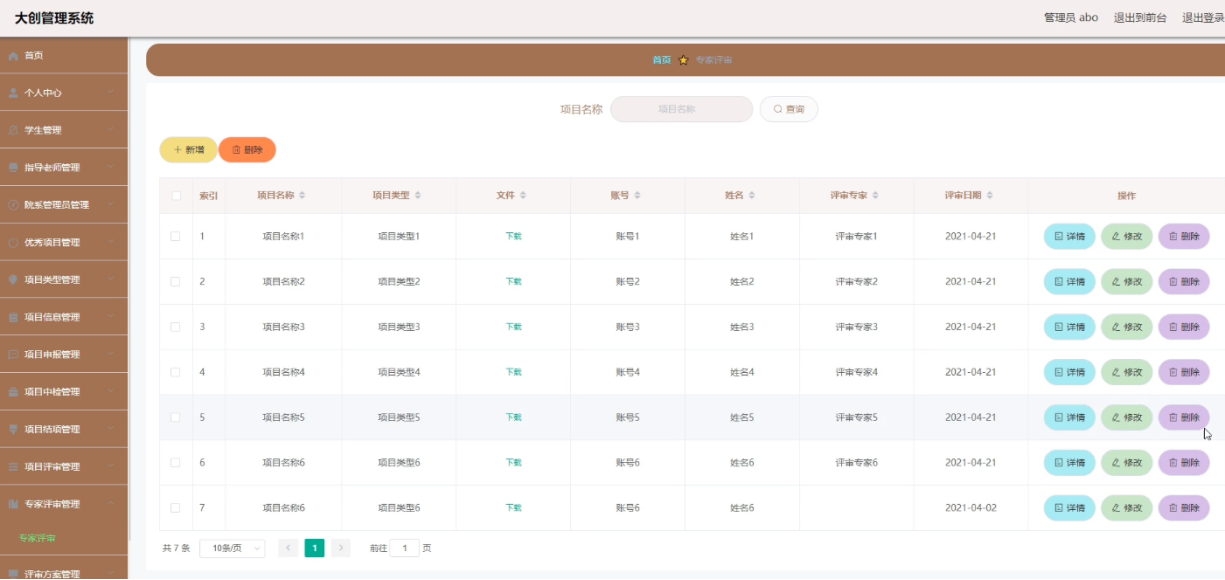 大创管理系统
管理员 abo 退出到前台 退出登录
首页
个人中心
学生管理
指导老师管理
院系管理员管理
优秀项目管理
项目类型管理
项目信息管理
项目申报管理
项目中检管理
项目结项管理
项目评审管理
专家评审管理
专家评审
评审方案管理
首页 专家评审
项目名称 项目名称 查询
新增 删除
索引 项目名称 项目类型 文件 账号 姓名 评审专家 评审日期 操作
1 项目名称1 项目类型1 下载 账号1 姓名1 评审专家1 2021-04-21 详情 修改 删除
2 项目名称2 项目类型2 下载 账号2 姓名2 评审专家2 2021-04-21 详情 修改 删除
3 项目名称3 项目类型3 下载 账号3 姓名3 评审专家3 2021-04-21 详情 修改 删除
4 项目名称4 项目类型4 下载 账号4 姓名4 评审专家4 2021-04-21 详情 修改 删除
5 项目名称5 项目类型5 下载 账号5 姓名5 评审专家5 2021-04-21 详情 修改 删除
6 项目名称6 项目类型6 下载 账号6 姓名6 评审专家6 2021-04-21 详情 修改 删除
7 项目名称6 项目类型6 下载 账号6 姓名6 2021-04-02 详情 修改 删除
共 7 条 10条/页 1 前往 1 页